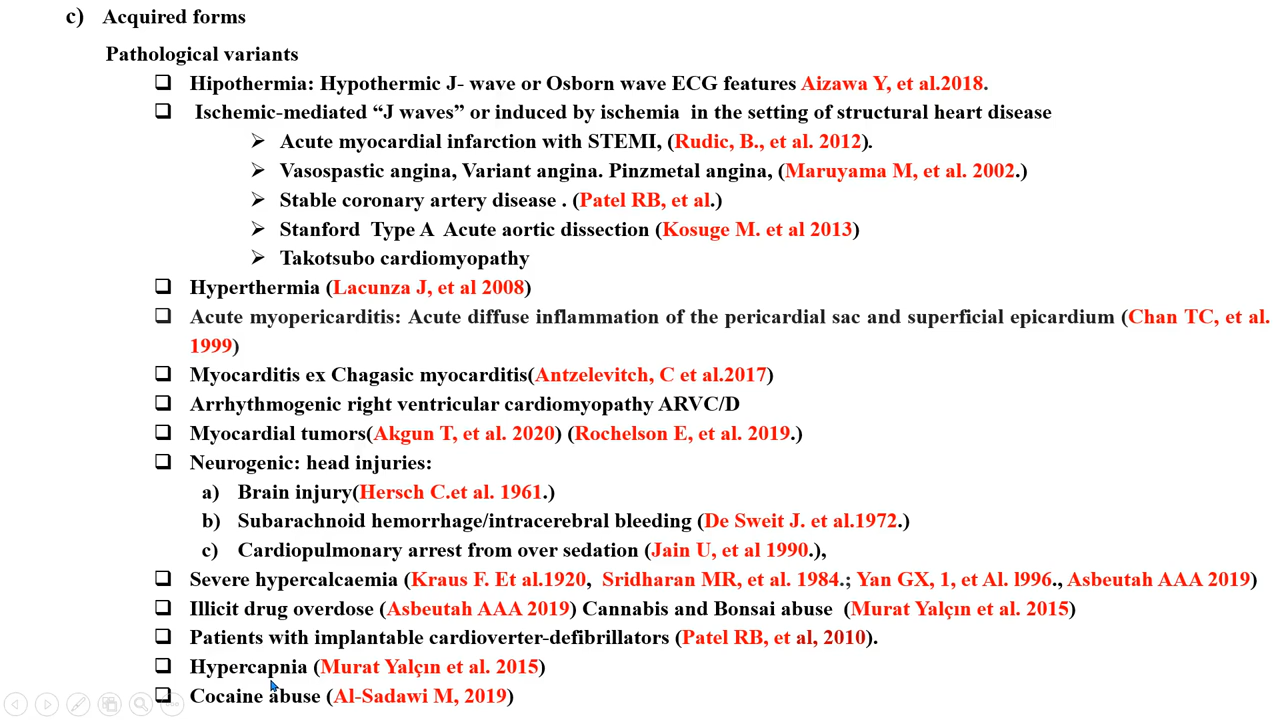 c) Acquired forms
Pathological variants
❑ Hipothermia: Hypothermic J- wave or Osborn wave ECG features Aizawa Y, et al.2018.
❑ Ischemic-mediated “J waves” or induced by ischemia in the setting of structural heart disease
➢ Acute myocardial infarction with STEMI, (Rudic, B., et al. 2012).
➢ Vasospastic angina, Variant angina. Pinzmetal angina, (Maruyama M, et al. 2002.)
➢ Stable coronary artery disease . (Patel RB, et al.)
➢ Stanford Type A Acute aortic dissection (Kosuge M. et al 2013)
➢ Takotsubo cardiomyopathy
❑ Hyperthermia (Lacunza J, et al 2008)
❑ Acute myopericarditis: Acute diffuse inflammation of the pericardial sac and superficial epicardium (Chan TC, et al.
1999)
❑ Myocarditis ex Chagasic myocarditis(Antzelevitch, C et al.2017)
❑ Arrhythmogenic right ventricular cardiomyopathy ARVC/D
❑ Myocardial tumors(Akgun T, et al. 2020) (Rochelson E, et al. 2019.)
❑ Neurogenic: head injuries:
a) Brain injury(Hersch C.et al. 1961.)
b) Subarachnoid hemorrhage/intracerebral bleeding (De Sweit J. et al.1972.)
c) Cardiopulmonary arrest from over sedation (Jain U, et al 1990.),
❑ Severe hypercalcaemia (Kraus F. Et al.1920, Sridharan MR, et al. 1984.; Yan GX, 1, et Al. l996., Asbeutah AAA 2019)
❑ Illicit drug overdose (Asbeutah AAA 2019) Cannabis and Bonsai abuse (Murat Yalçın et al. 2015)
❑ Patients with implantable cardioverter-defibrillators (Patel RB, et al, 2010).
❑ Hypercapnia (Murat Yalçın et al. 2015)
❑ Cocaine abuse (Al-Sadawi M, 2019)